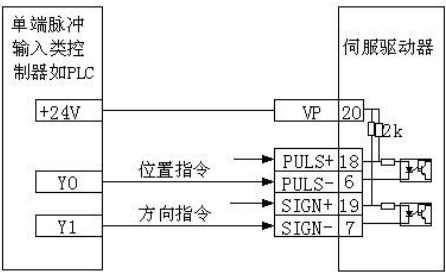 单端脉冲
输入类控
制器如PLC
伺服驱动器
+24V
VP 20
2k
位置指令
PULS+ 18
Y0
PULS- 6
方向指令
SIGN+ 19
Y1
SIGN- 7